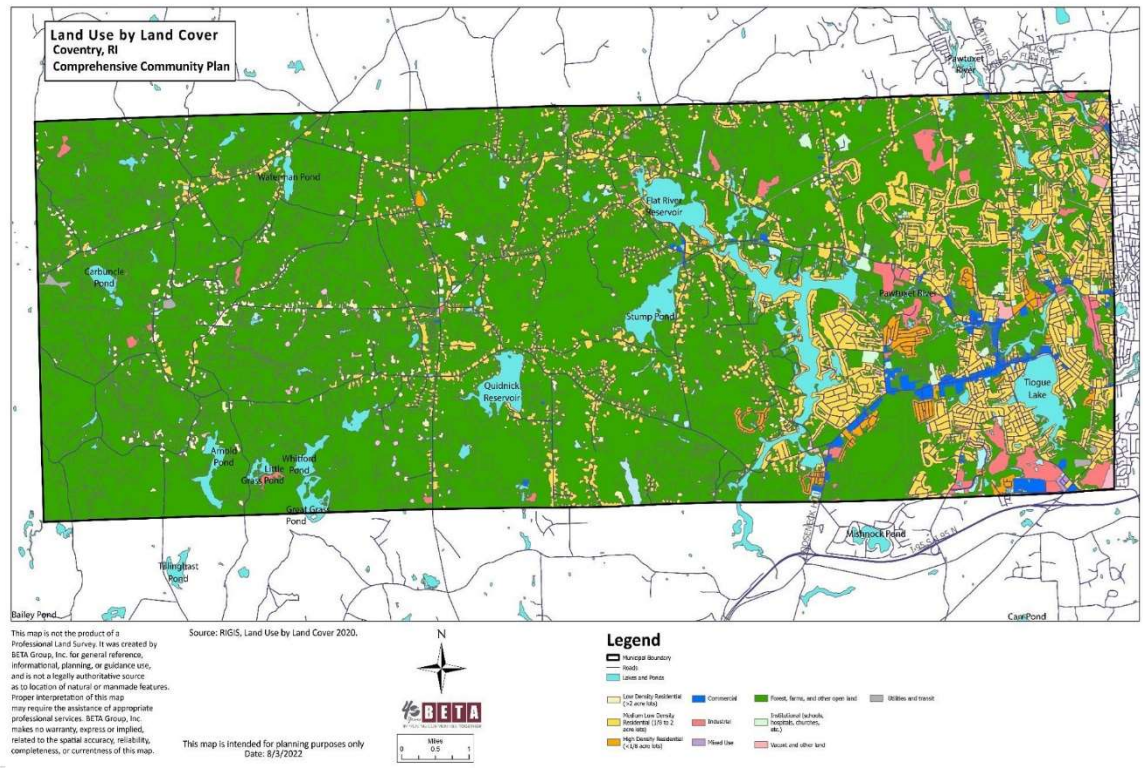 Land Use by Land Cover
Coventry, RI
Comprehensive Community Plan
Pawtuxet
River
Waterman Pond
Flat River
Reservoir
Carbuncle
Pond
Pawtuxet River
Stump Pond
Quidnick
Reservoir
Tiogue
Lake
Arnold
Pond
Whitford
Pond
Little
Grass Pond
Great Grass
Pond
Mishnock Pond
I-95 S
I-95 N
Tillinghast
Pond
Bailey Pond
Carr Pond
This map is not the product of a
Professional Land Survey. It was created by
BETA Group, Inc. for general reference,
informational, planning, or guidance use,
and is not a legally authoritative source
as to location of natural or manmade features.
Proper interpretation of this map
may require the assistance of appropriate
professional services. BETA Group, Inc.
makes no warranty, express or implied,
related to the spatial accuracy, reliability,
completeness, or currentness of this map.
Source: RIGIS, Land Use by Land Cover 2020.
This map is intended for planning purposes only
Date: 8/3/2022
N
BETA
Miles
0 0.5 1
Legend
Municipal Boundary
Roads
Lakes and Ponds
Low Density Residential
(>2 acre lots)
Medium Low Density
Residential (1/8 to 2
acre lots)
High Density Residential
(<1/8 acre lots)
Commercial
Industrial
Mixed Use
Forest, farms, and other open land
Institutional (schools,
hospitals, churches,
etc.)
Vacant and other land
Utilities and transit